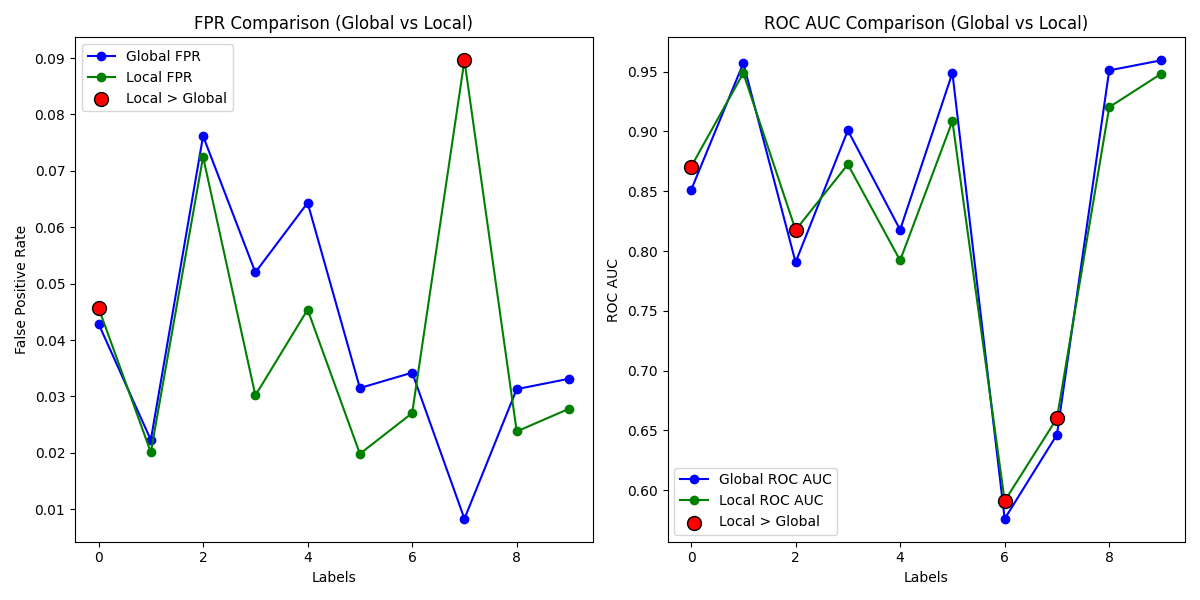 FPR Comparison (Global vs Local)
Global FPR
Local FPR
Local > Global
0.09
0.08
0.07
0.06
0.05
0.04
0.03
0.02
0.01
False Positive Rate
0 2 4 6 8
Labels
ROC AUC Comparison (Global vs Local)
0.95
0.90
0.85
0.80
0.75
0.70
0.65
0.60
ROC AUC
Global ROC AUC
Local ROC AUC
Local > Global
0 2 4 6 8
Labels